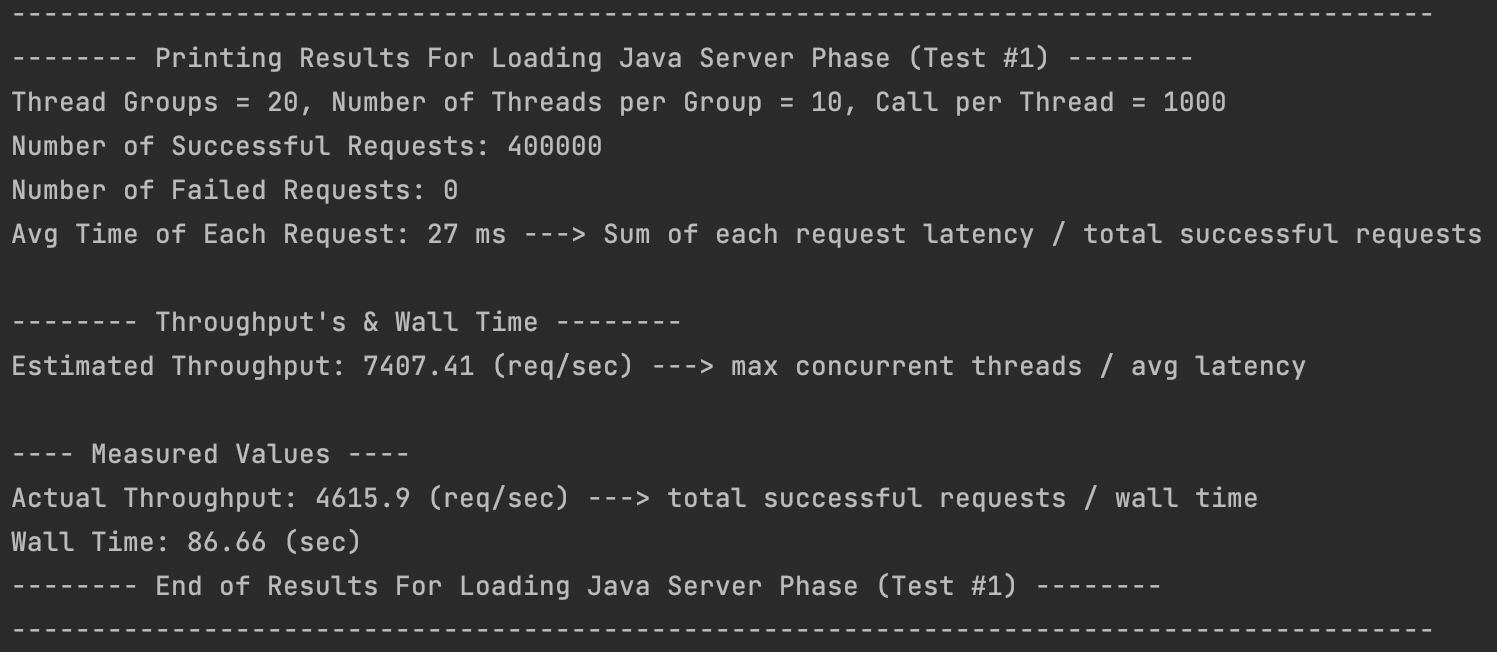 -----------------------------------------------------------------------------------------
-------- Printing Results For Loading Java Server Phase (Test #1) --------
Thread Groups = 20, Number of Threads per Group = 10, Call per Thread = 1000
Number of Successful Requests: 400000
Number of Failed Requests: 0
Avg Time of Each Request: 27 ms ---> Sum of each request latency / total successful requests
-------- Throughput's & Wall Time --------
Estimated Throughput: 7407.41 (req/sec) ---> max concurrent threads / avg latency
---- Measured Values ----
Actual Throughput: 4615.9 (req/sec) ---> total successful requests / wall time
Wall Time: 86.66 (sec)
-------- End of Results For Loading Java Server Phase (Test #1) --------
-----------------------------------------------------------------------------------------